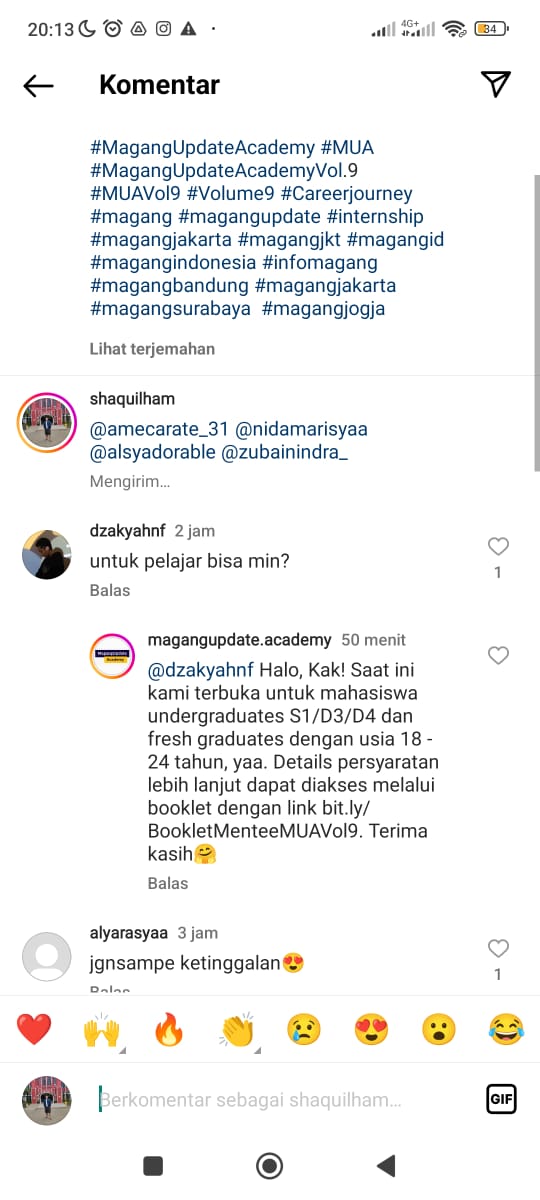 20:13
4G+
34
Komentar
#MagangUpdateAcademy #MUA
#MagangUpdateAcademyVol.9
#MUAVol9 #Volume9 #Careerjourney
#magang #magangupdate #internship
#magangjakarta #magangjkt #magangid
#magangindonesia #infomagang
#magangbandung #magangjakarta
#magangsurabaya #magangjogja
Lihat terjemahan
shaquilham
@amecarate_31 @nidamarisyaa
@alsyadorable @zubainindra_
Mengirim...
dzakyahnf 2 jam
untuk pelajar bisa min?
1
Balas
magangupdate.academy 50 menit
Magangupdate
Academy
@dzakyahnf Halo, Kak! Saat ini
kami terbuka untuk mahasiswa
undergraduates S1/D3/D4 dan
fresh graduates dengan usia 18 -
24 tahun, yaa. Details persyaratan
lebih lanjut dapat diakses melalui
booklet dengan link bit.ly/
BookletMenteeMUAVol9. Terima
kasih🤗
Balas
alyarasyaa 3 jam
jgnsampe ketinggalan😍
1
Balas
Berkomentar sebagai shaquilham...
GIF